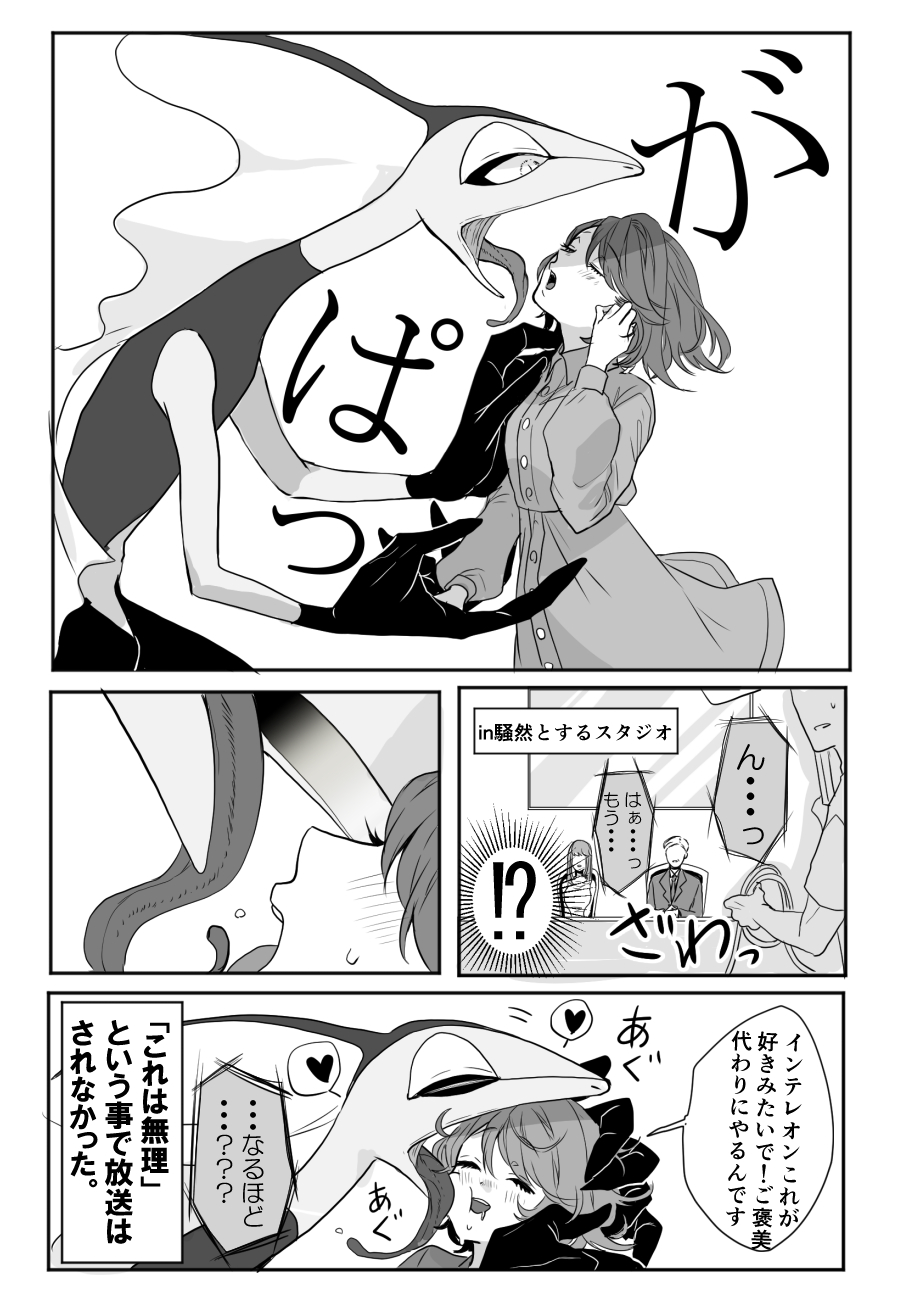 がぱっ
in騒然とするスタジオ
ん・・・っ
はぁ・・・っ
もう・・・
!?
ざわっ
インテレオンこれが
好きみたいで！ご褒美
代わりにやるんです
あぐ
あぐ
・・・なるほど
・・・？？？
「これは無理」
という事で放送は
されなかった。